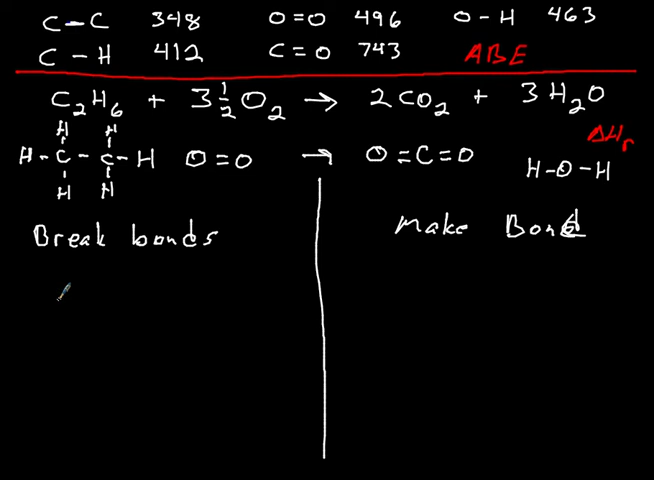 C-C 348 O=O 496 O-H 463
C-H 412 C=O 743 ABE
C₂H₆ + 3½O₂ → 2CO₂ + 3H₂O
ΔHr
H H
H-C-C-H O=O → O=C=O H-O-H
H H
Break bonds Make Bond